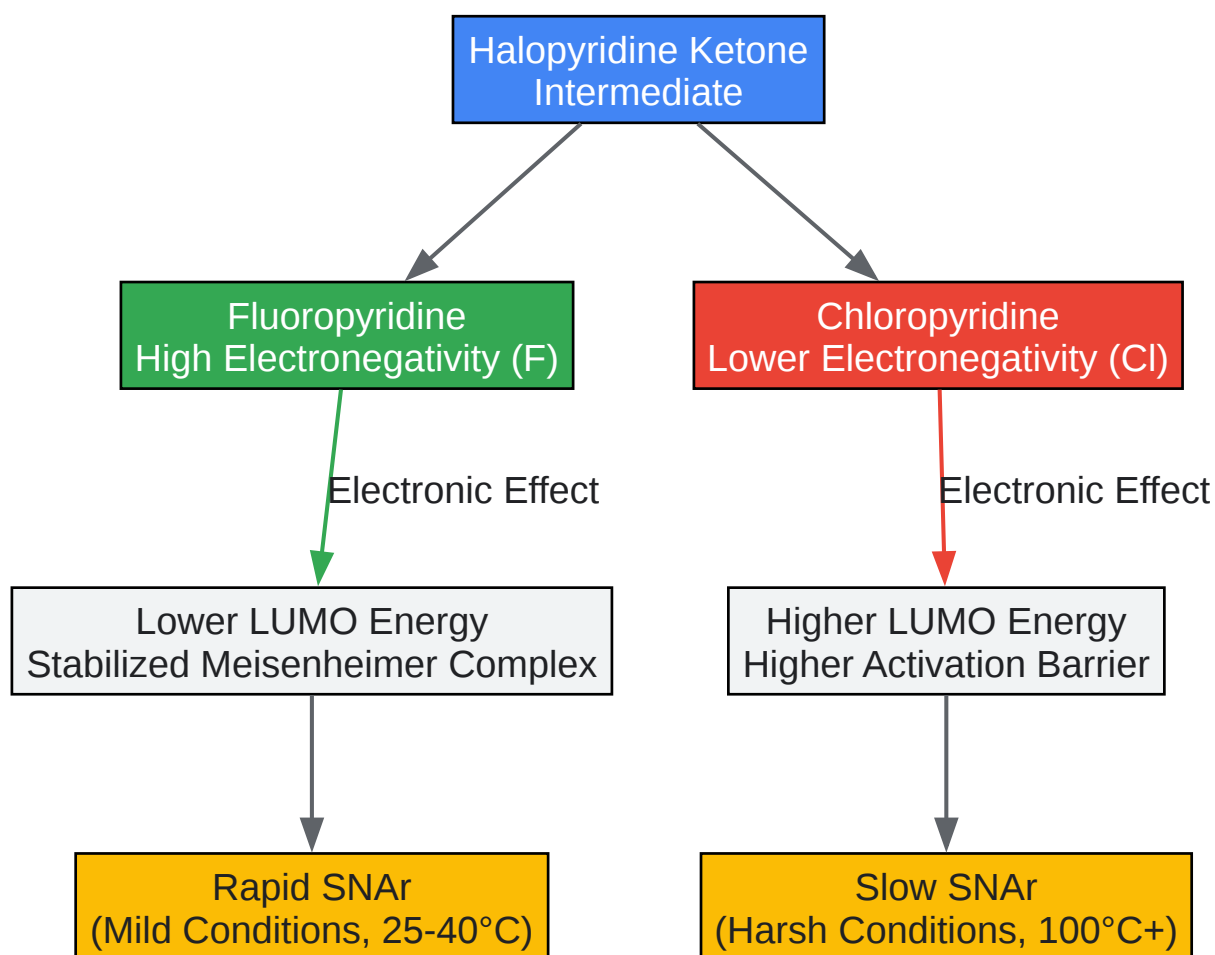 Halopyridine Ketone
Intermediate
Fluoropyridine
High Electronegativity (F)
Chloropyridine
Lower Electronegativity (Cl)
Electronic Effect
Electronic Effect
Lower LUMO Energy
Stabilized Meisenheimer Complex
Higher LUMO Energy
Higher Activation Barrier
Rapid SNAr
(Mild Conditions, 25-40°C)
Slow SNAr
(Harsh Conditions, 100°C+)